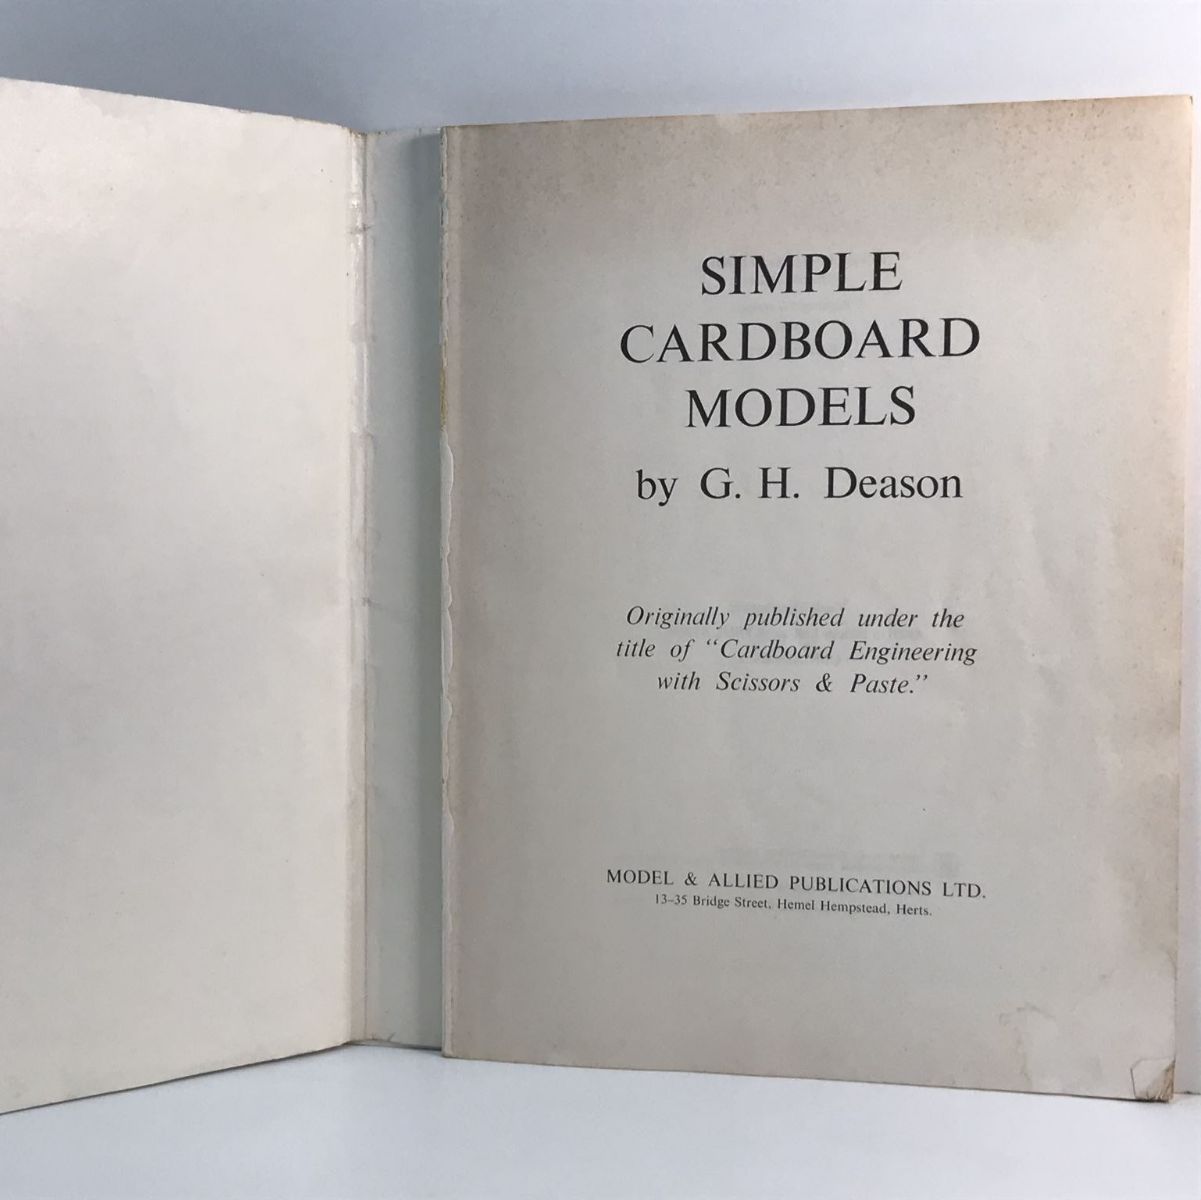 SIMPLE
CARDBOARD
MODELS
by G. H. Deason
Originally published under the
title of “Cardboard Engineering
with Scissors & Paste.”
MODEL & ALLIED PUBLICATIONS LTD.
13–35 Bridge Street, Hemel Hempstead, Herts.